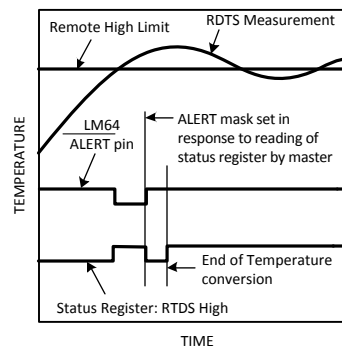 Remote High Limit
RDTS Measurement
LM64
ALERT pin
ALERT mask set in
response to reading of
status register by master
TEMPERATURE
End of Temperature
conversion
Status Register: RTDS High
TIME